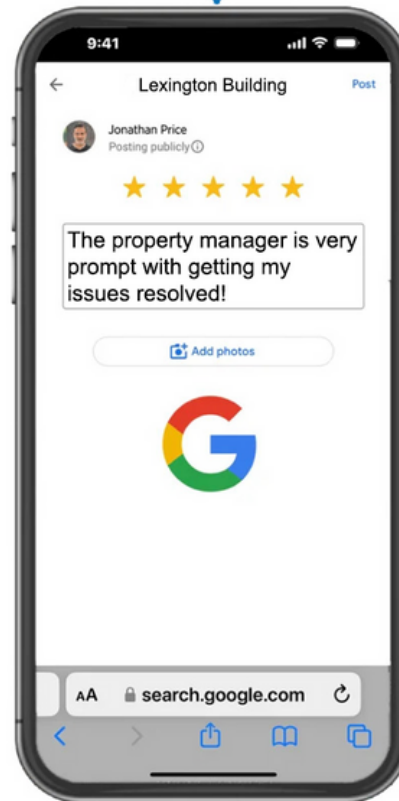 9:41
Lexington Building
Post
Jonathan Price
Posting publicly
The property manager is very
prompt with getting my
issues resolved!
Add photos
G
AA search.google.com